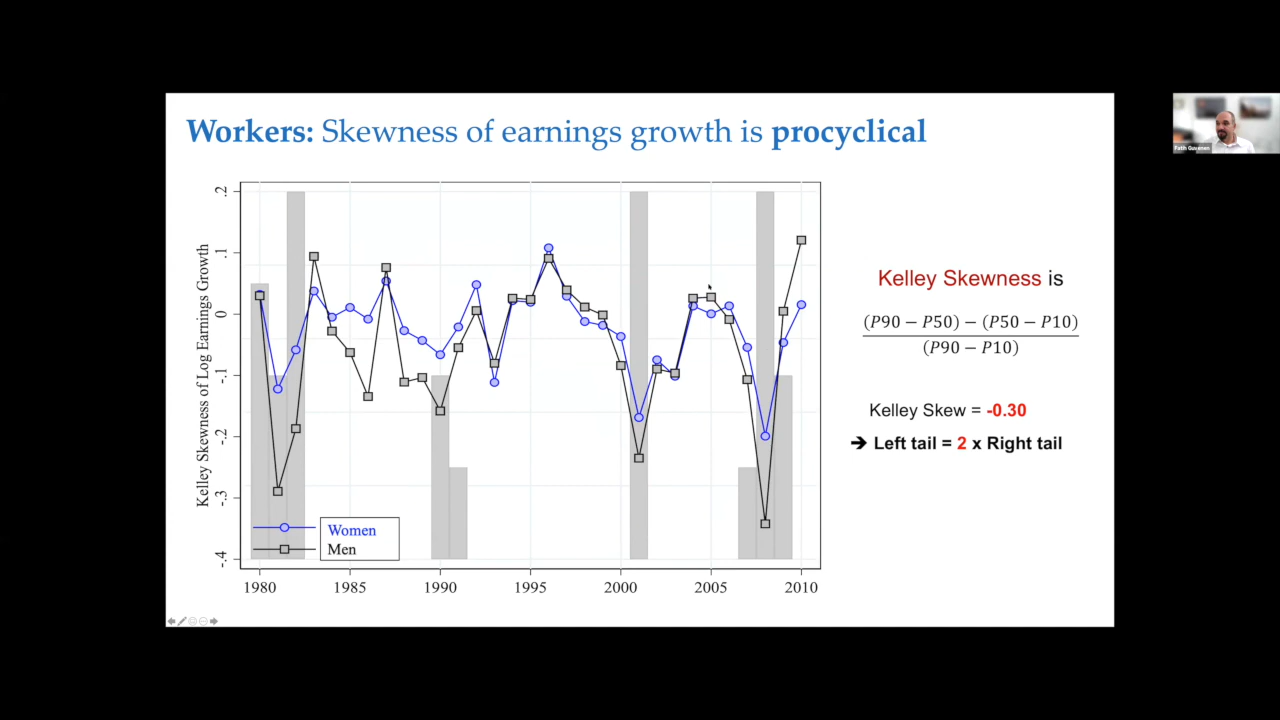 Workers: Skewness of earnings growth is procyclical
Kelley Skewness of Log Earnings Growth
.2
.1
0
-.1
-.2
-.3
-.4
Women
Men
1980 1985 1990 1995 2000 2005 2010
Kelley Skewness is
(P90 − P50) − (P50 − P10)
(P90 − P10)
Kelley Skew = -0.30
➔ Left tail = 2 x Right tail
Fatih Guvenen